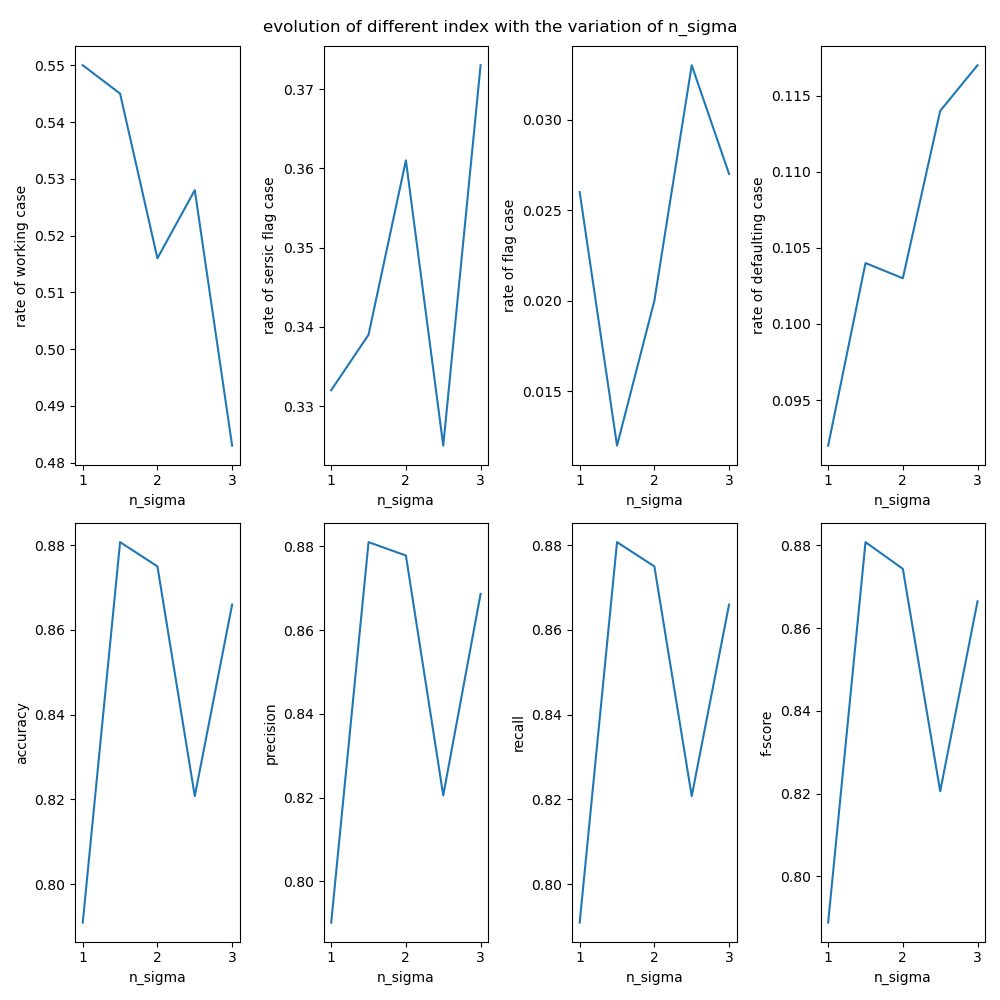 evolution of different index with the variation of n_sigma
rate of working case
0.55
0.54
0.53
0.52
0.51
0.50
0.49
0.48
1 2 3
n_sigma
rate of sersic flag case
0.37
0.36
0.35
0.34
0.33
1 2 3
n_sigma
rate of flag case
0.030
0.025
0.020
0.015
1 2 3
n_sigma
rate of defaulting case
0.115
0.110
0.105
0.100
0.095
1 2 3
n_sigma
accuracy
0.88
0.86
0.84
0.82
0.80
1 2 3
n_sigma
precision
0.88
0.86
0.84
0.82
0.80
1 2 3
n_sigma
recall
0.88
0.86
0.84
0.82
0.80
1 2 3
n_sigma
f-score
0.88
0.86
0.84
0.82
0.80
1 2 3
n_sigma